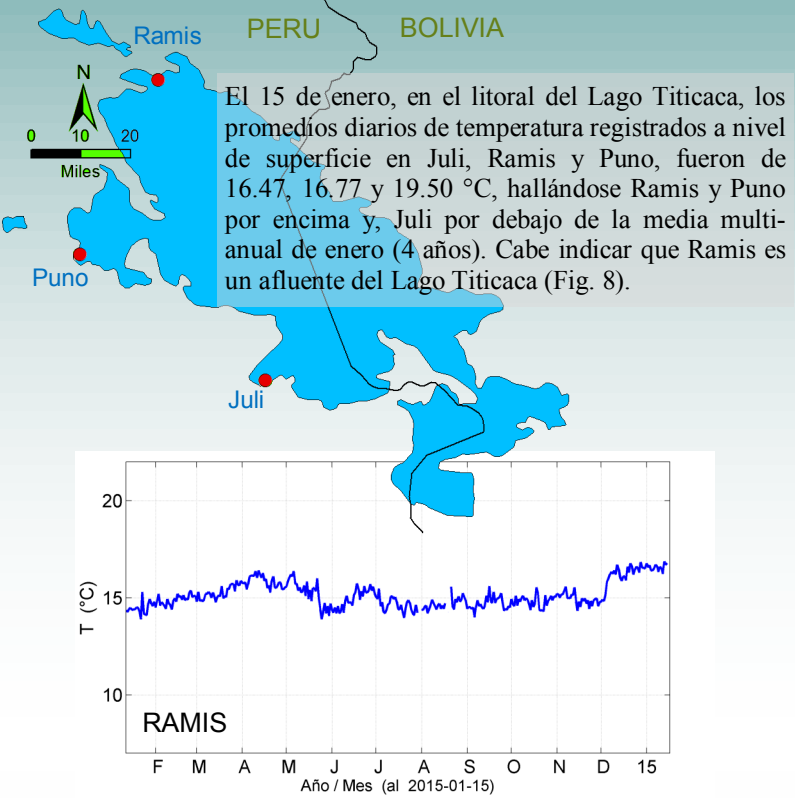 PERU
BOLIVIA
Ramis
N
0 10 20
Miles
El 15 de enero, en el litoral del Lago Titicaca, los
promedios diarios de temperatura registrados a nivel
de superficie en Juli, Ramis y Puno, fueron de
16.47, 16.77 y 19.50 °C, hallándose Ramis y Puno
por encima y, Juli por debajo de la media multi-
anual de enero (4 años). Cabe indicar que Ramis es
un afluente del Lago Titicaca (Fig. 8).
Puno
Juli
20
15
10
T (°C)
RAMIS
F M A M J J A S O N D 15
Año / Mes (al 2015-01-15)